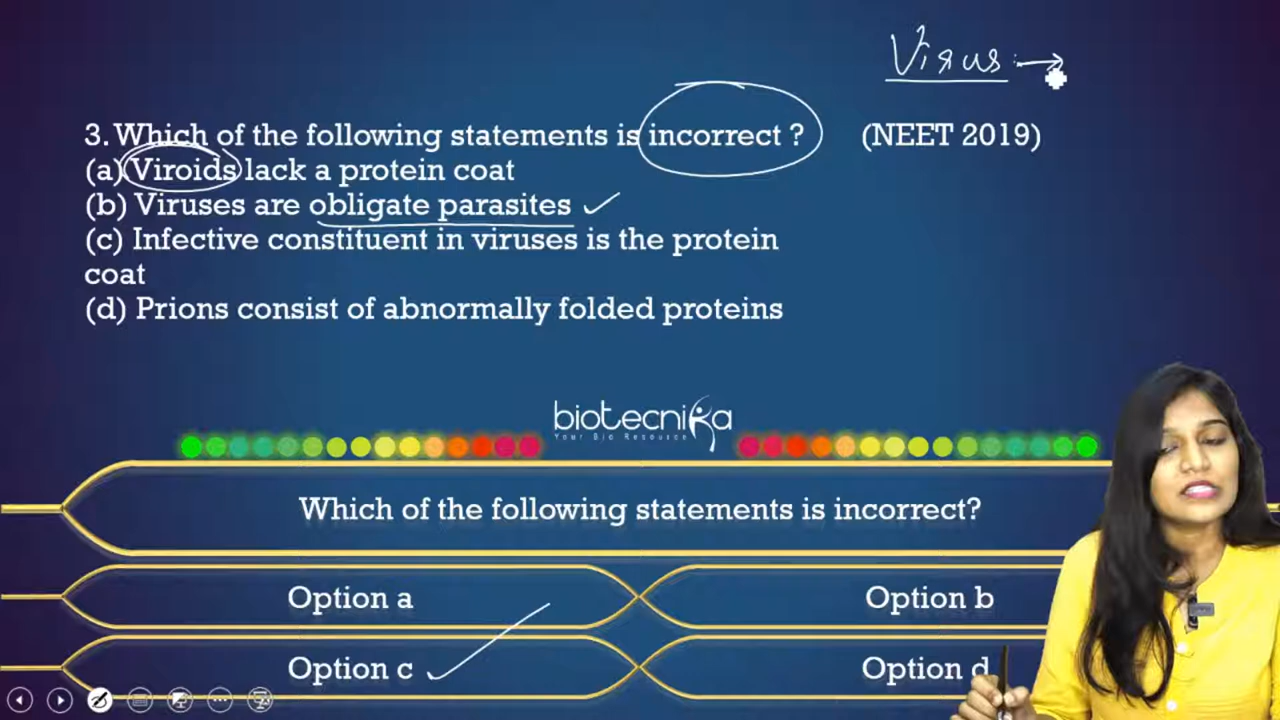 Virus →
3. Which of the following statements is incorrect ? (NEET 2019)
(a) Viroids lack a protein coat
(b) Viruses are obligate parasites ✓
(c) Infective constituent in viruses is the protein
coat
(d) Prions consist of abnormally folded proteins
biotecnika
Your Bio Resource
Which of the following statements is incorrect?
Option a
Option b
Option c ✓
Option d